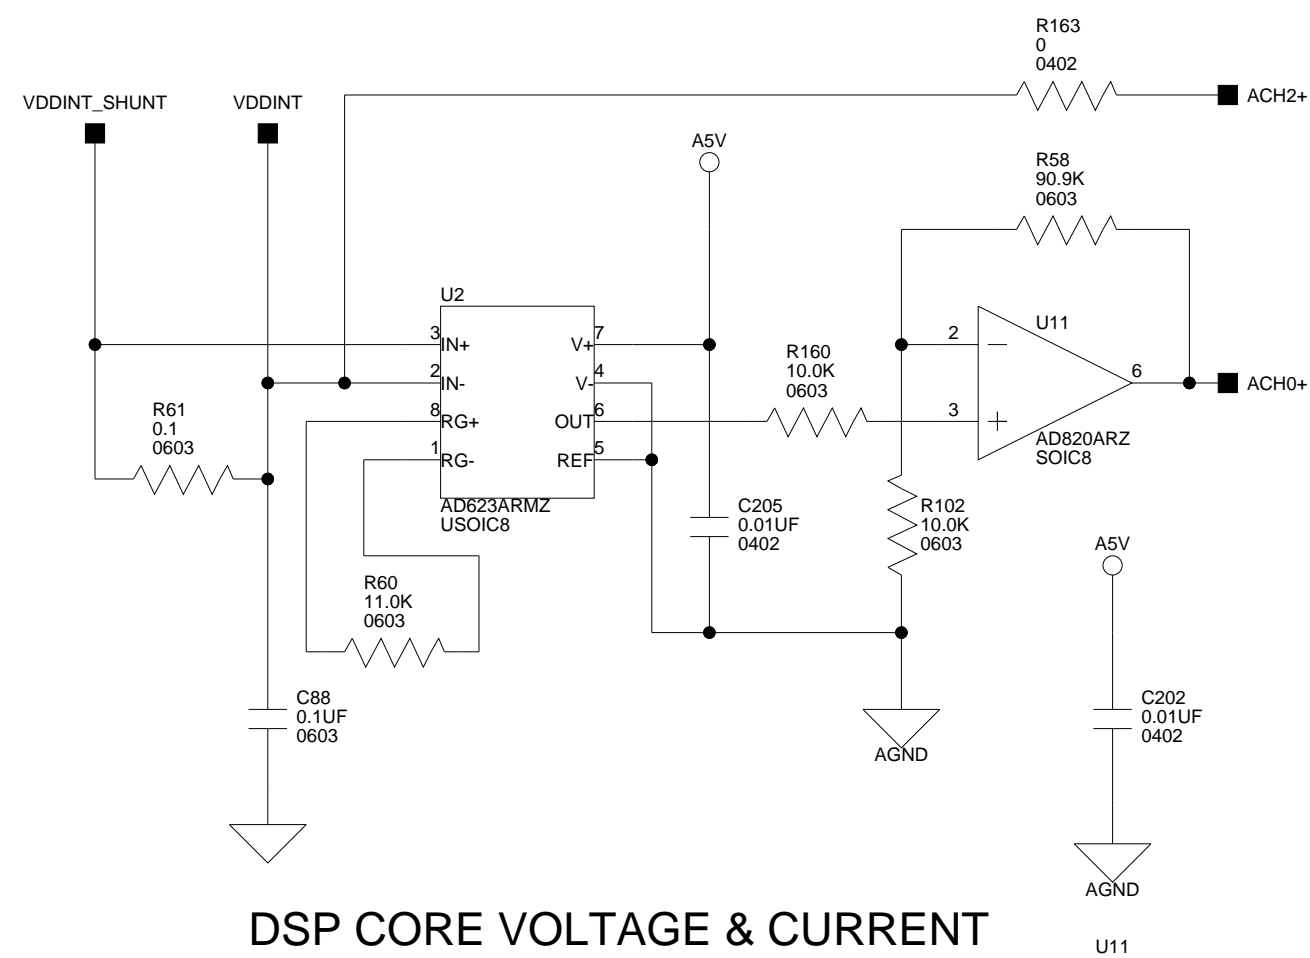 R163
0
0402
VDDINT_SHUNT
VDDINT
ACH2+
A5V
R58
90.9K
0603
U2
3
IN+
2
IN-
8
RG+
1
RG-
7
V+
4
V-
6
OUT
5
REF
AD623ARMZ
USOIC8
R160
10.0K
0603
U11
2
3
6
ACH0+
AD820ARZ
SOIC8
R61
0.1
0603
C205
0.01UF
0402
R102
10.0K
0603
A5V
R60
11.0K
0603
C88
0.1UF
0603
AGND
C202
0.01UF
0402
AGND
DSP CORE VOLTAGE & CURRENT
U11